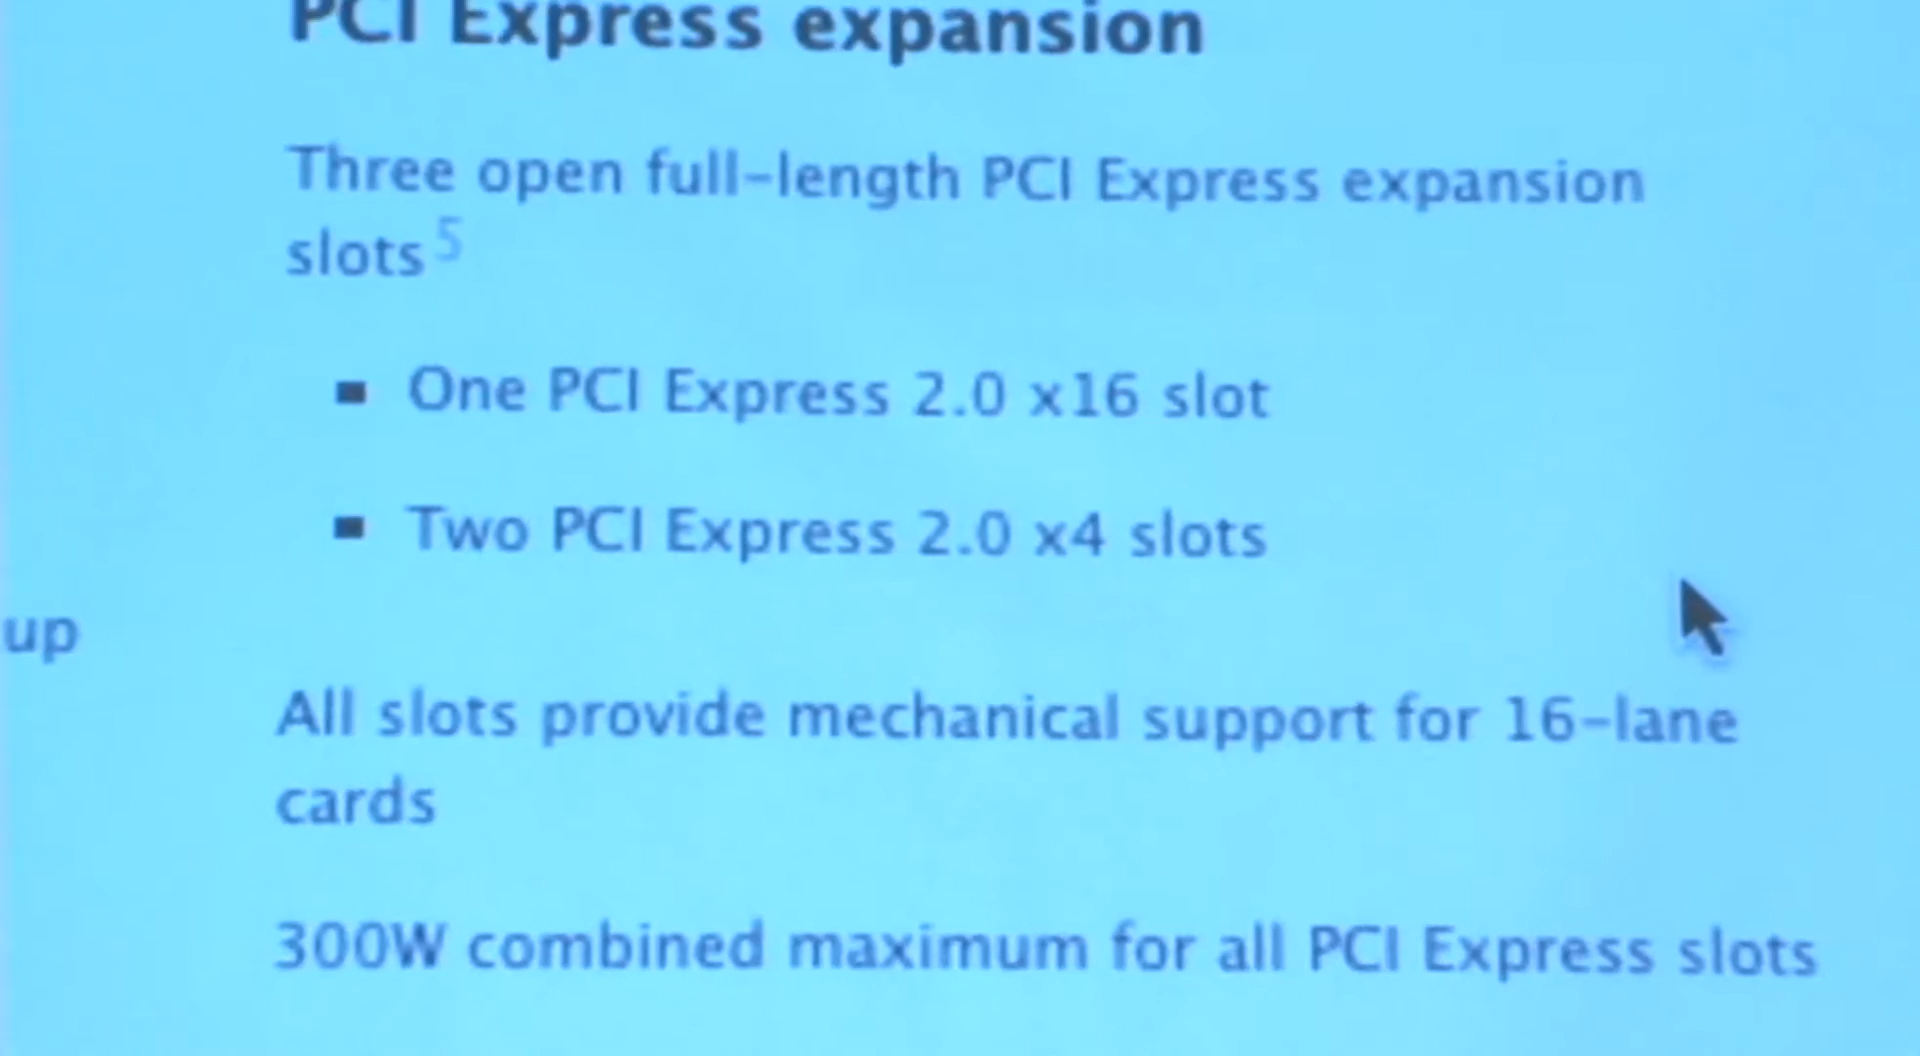 PCI Express expansion
Three open full-length PCI Express expansion
slots 5
▪ One PCI Express 2.0 x16 slot
▪ Two PCI Express 2.0 x4 slots
up
All slots provide mechanical support for 16-lane
cards
300W combined maximum for all PCI Express slots